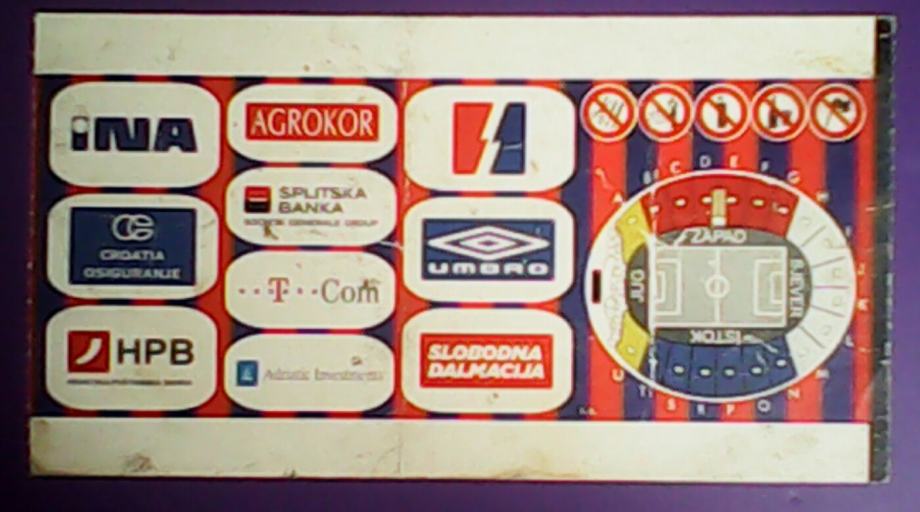 INA
AGROKOR
CROATIA
OSIGURANJE
SPLITSKA
BANKA
SOCIETE GENERALE GROUP
T Com
HPB
Adriatic Investments
UMBRO
SLOBODNA
DALMACIJA
A
B
C
D
E
F
G
H
ZAPAD
JUG
SJEVER
ISTOK
U
T
S
R
P
O
N
M